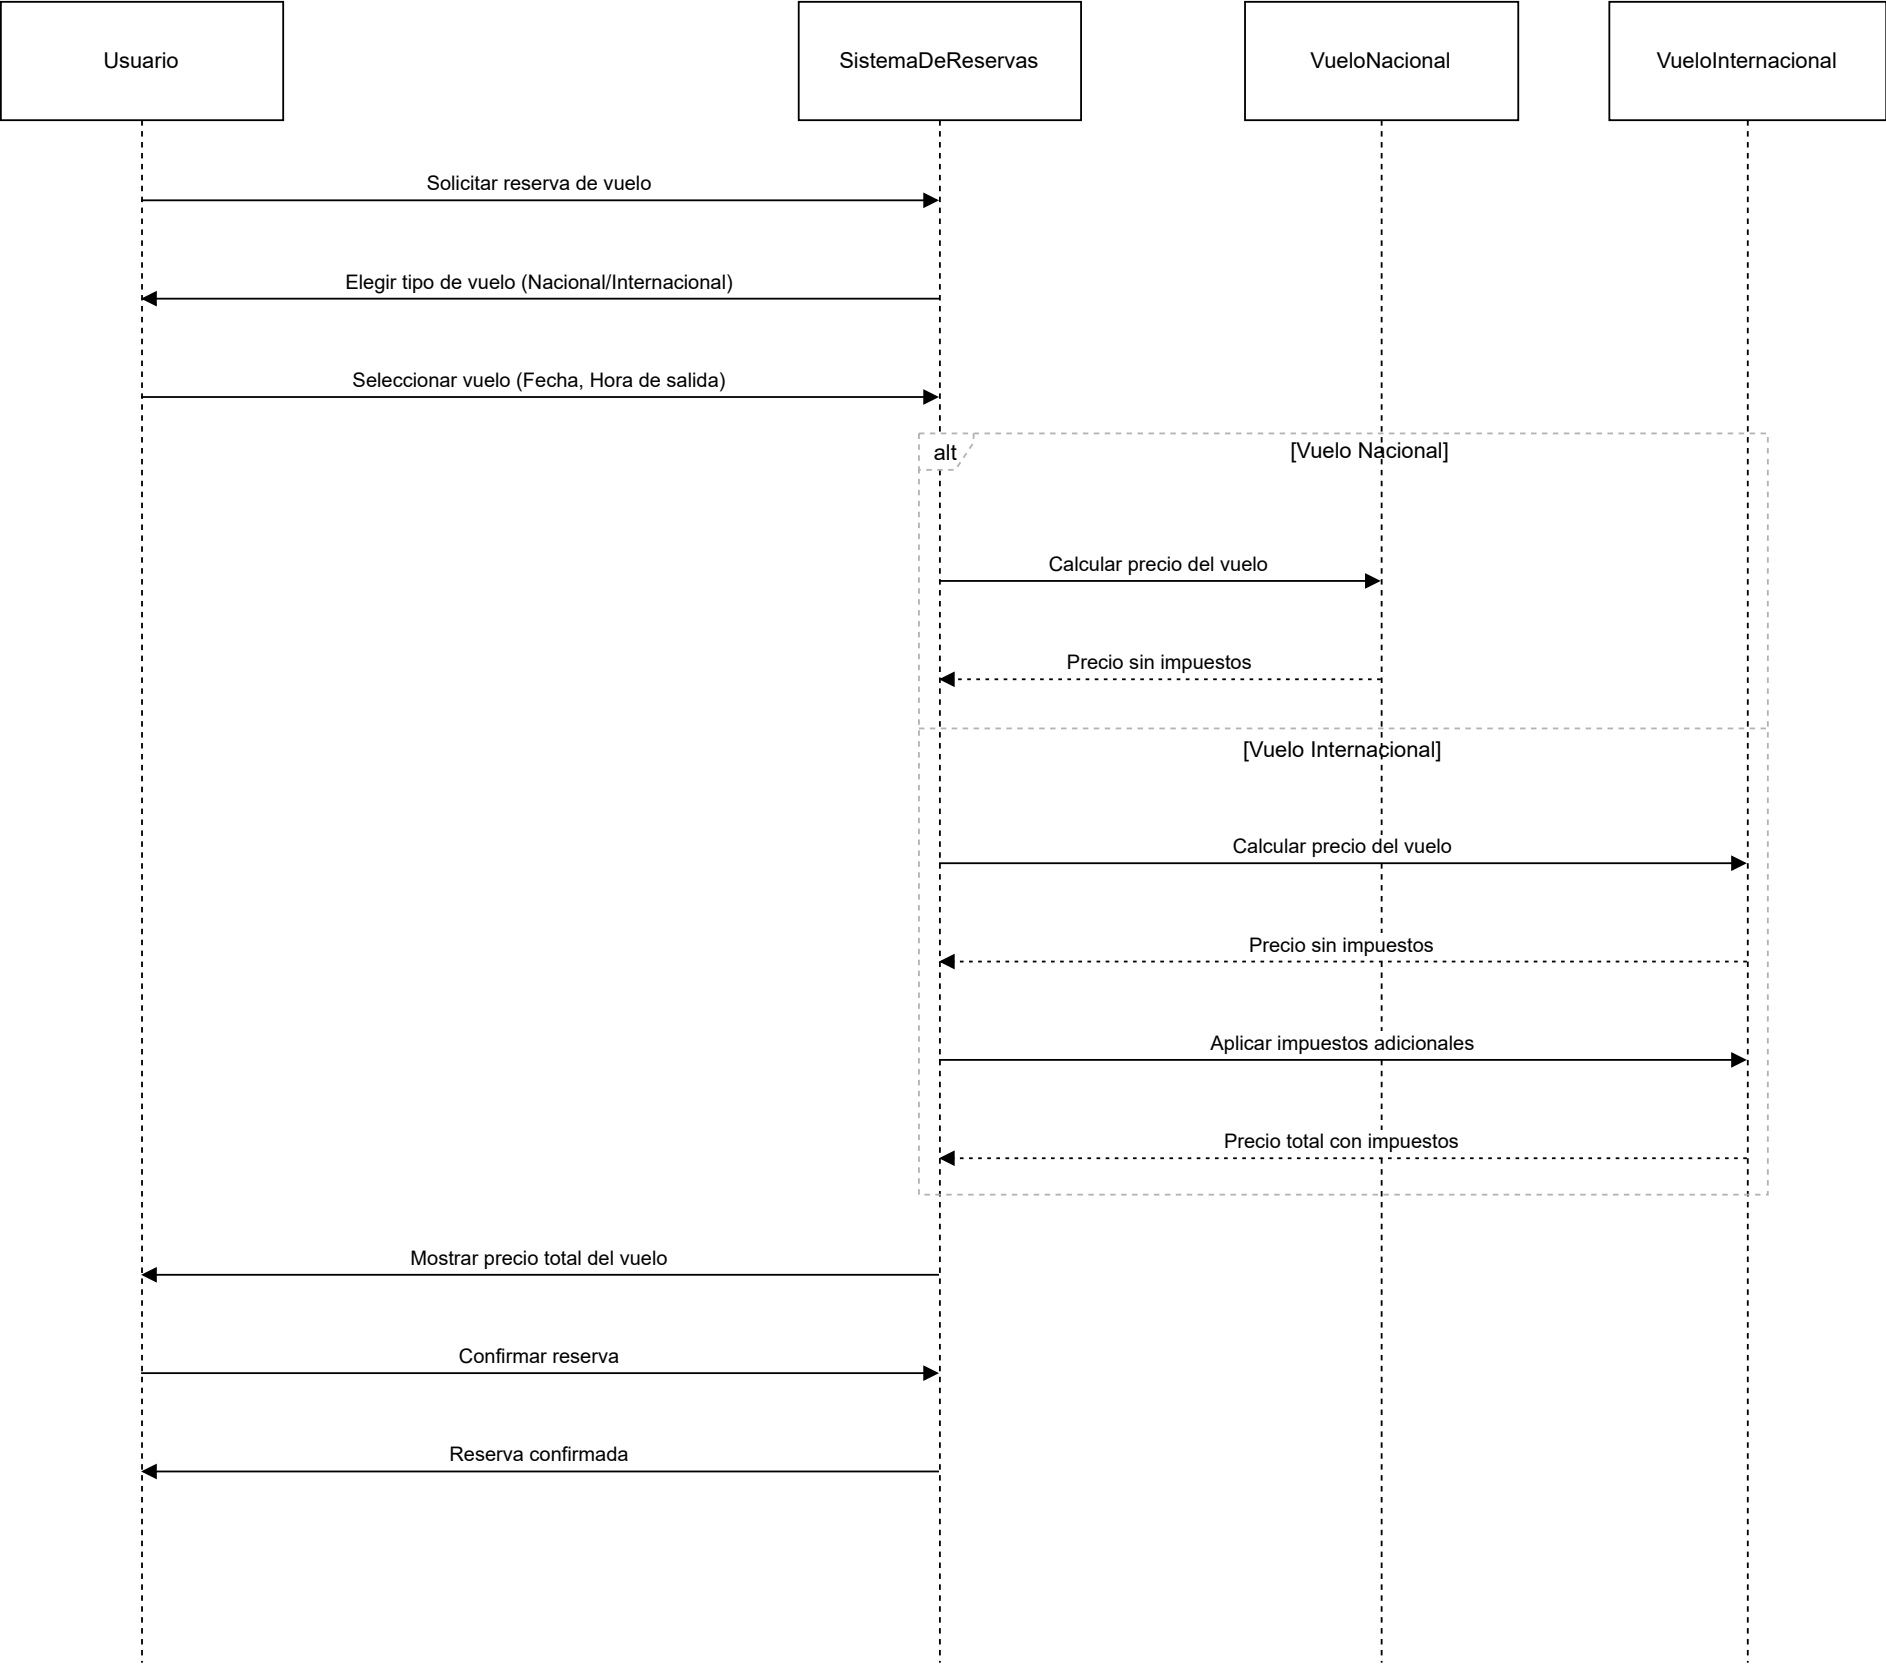 Usuario
SistemaDeReservas
VueloNacional
VueloInternacional
Solicitar reserva de vuelo
Elegir tipo de vuelo (Nacional/Internacional)
Seleccionar vuelo (Fecha, Hora de salida)
alt
[Vuelo Nacional]
Calcular precio del vuelo
Precio sin impuestos
[Vuelo Internacional]
Calcular precio del vuelo
Precio sin impuestos
Aplicar impuestos adicionales
Precio total con impuestos
Mostrar precio total del vuelo
Confirmar reserva
Reserva confirmada